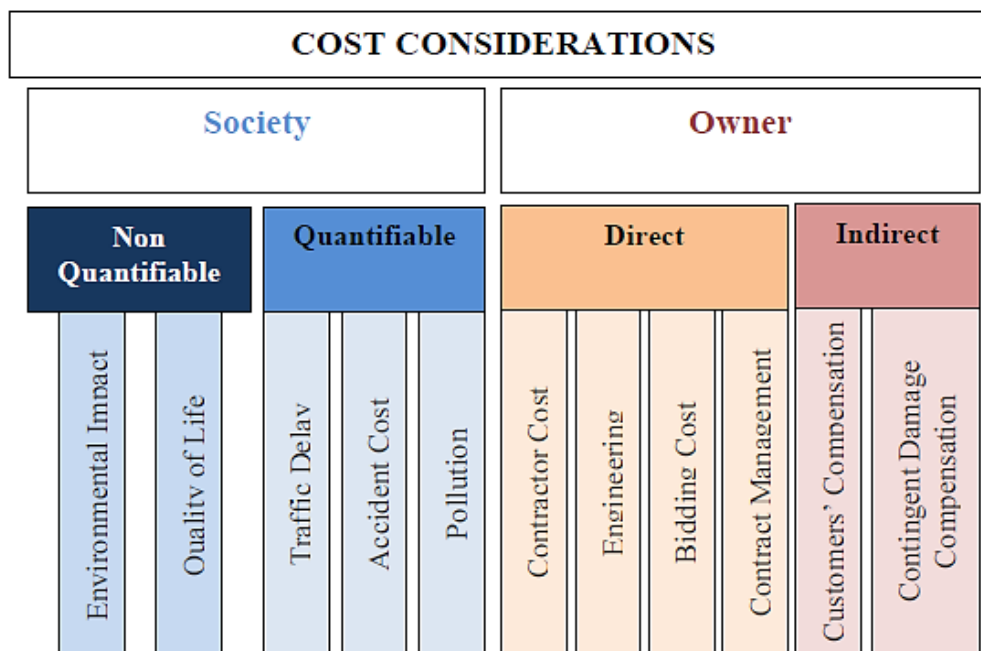 COST CONSIDERATIONS
Society
Owner
Non
Quantifiable
Quantifiable
Direct
Indirect
Environmental Impact
Quality of Life
Traffic Delay
Accident Cost
Pollution
Contractor Cost
Engineering
Bidding Cost
Contract Management
Customers’ Compensation
Contingent Damage
Compensation